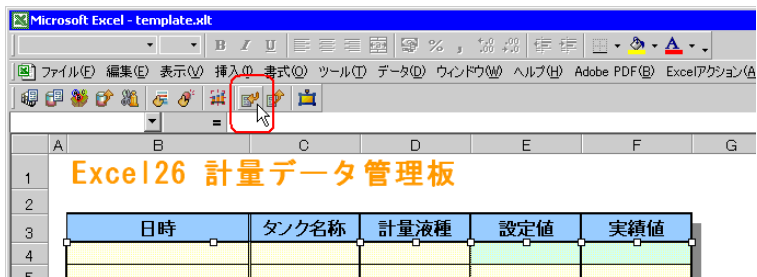 Microsoft Excel - template.xlt
B I U % ,
ファイル(F) 編集(E) 表示(V) 挿入(I) 書式(O) ツール(T) データ(D) ウィンドウ(W) ヘルプ(H) Adobe PDF(B) Excelアクション(A
=
A B C D E F G
1 Excel26 計量データ管理板
2
3 日時 タンク名称 計量液種 設定値 実績値
4
5